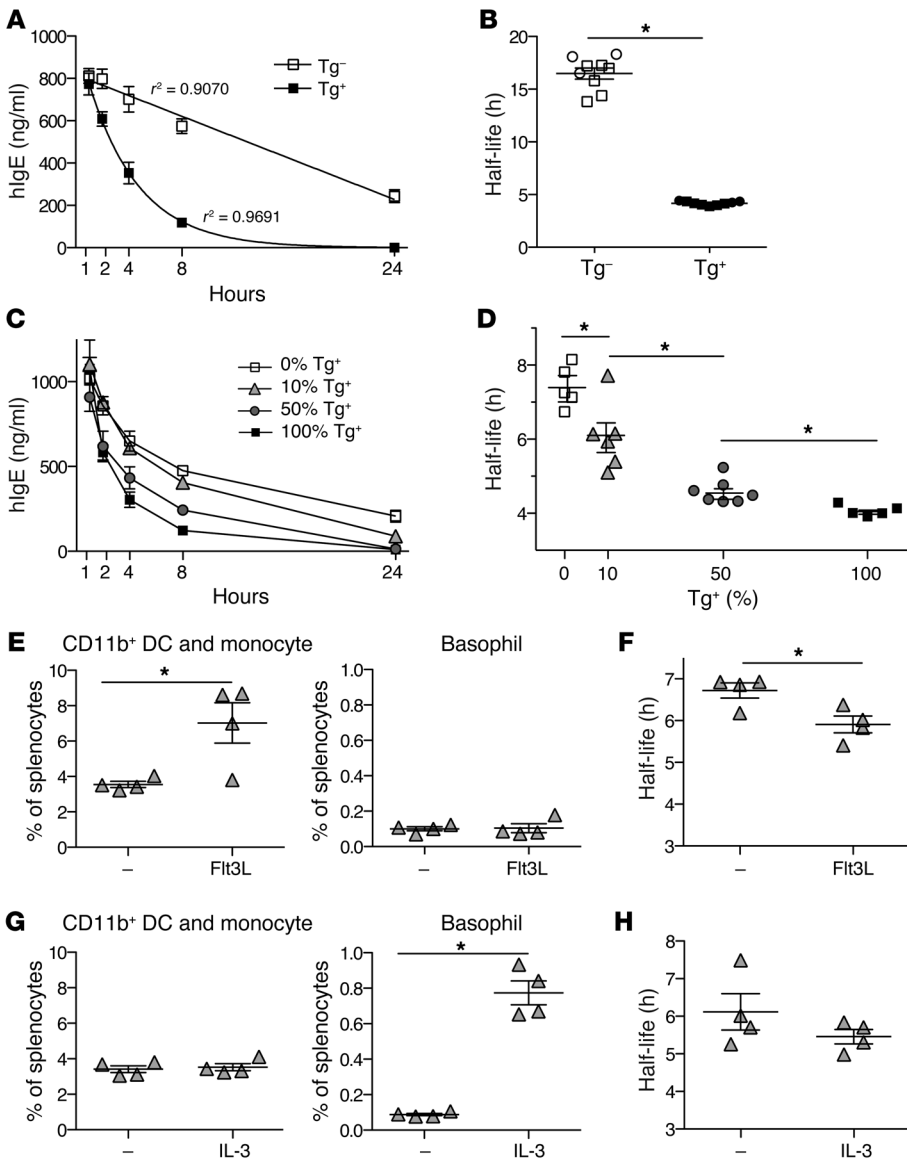 A
hIgE (ng/ml)
1000
800
600
400
200
0
1 2 4 8 24
Hours
Tg⁻
Tg⁺
r² = 0.9070
r² = 0.9691
B
Half-life (h)
20
15
10
5
0
*
Tg⁻ Tg⁺
C
hIgE (ng/ml)
1000
500
0
1 2 4 8 24
Hours
0% Tg⁺
10% Tg⁺
50% Tg⁺
100% Tg⁺
D
Half-life (h)
8
6
4
* * *
0 10 50 100
Tg⁺ (%)
E
CD11b⁺ DC and monocyte
% of splenocytes
10
8
6
4
2
0
*
– Flt3L
Basophil
% of splenocytes
1.0
0.8
0.6
0.4
0.2
0.0
– Flt3L
F
Half-life (h)
7
6
5
4
3
*
– Flt3L
G
CD11b⁺ DC and monocyte
% of splenocytes
10
8
6
4
2
0
– IL-3
Basophil
% of splenocytes
1.0
0.8
0.6
0.4
0.2
0.0
*
– IL-3
H
Half-life (h)
8
7
6
5
4
3
– IL-3